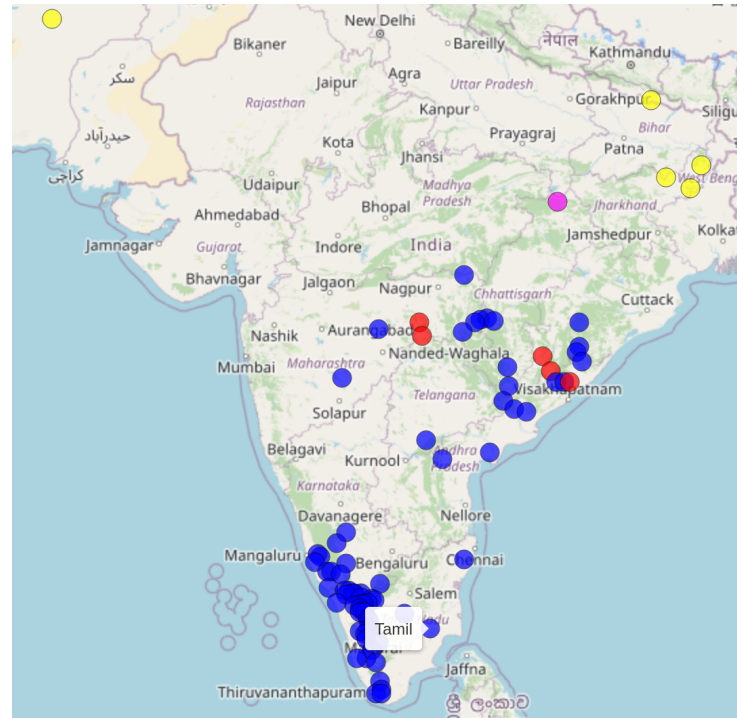 New Delhi
Bikaner
Bareilly
नेपाल
Kathmandu
سکر
Jaipur
Agra
Uttar Pradesh
Gorakhpur
Rajasthan
Kanpur
Bihar
حیدرآباد
Kota
Prayagraj
Patna
Jhansi
کراچی
Udaipur
Madhya
Pradesh
West Beng
Jharkhand
Ahmedabad
Bhopal
Jamshedpur
Kolka
Jamnagar
Gujarat
Indore
India
Bhavnagar
Jalgaon
Nagpur
Chhattisgarh
Cuttack
Nashik
Aurangabad
Nanded-Waghala
Mumbai
Maharashtra
Visakhapatnam
Telangana
Solapur
Belagavi
Kurnool
Andhra
Pradesh
Karnataka
Davanagere
Nellore
Mangaluru
Bengaluru
Chennai
Salem
Tamil
Jaffna
Thiruvananthapuram
ශ්‍රී ලංකාව